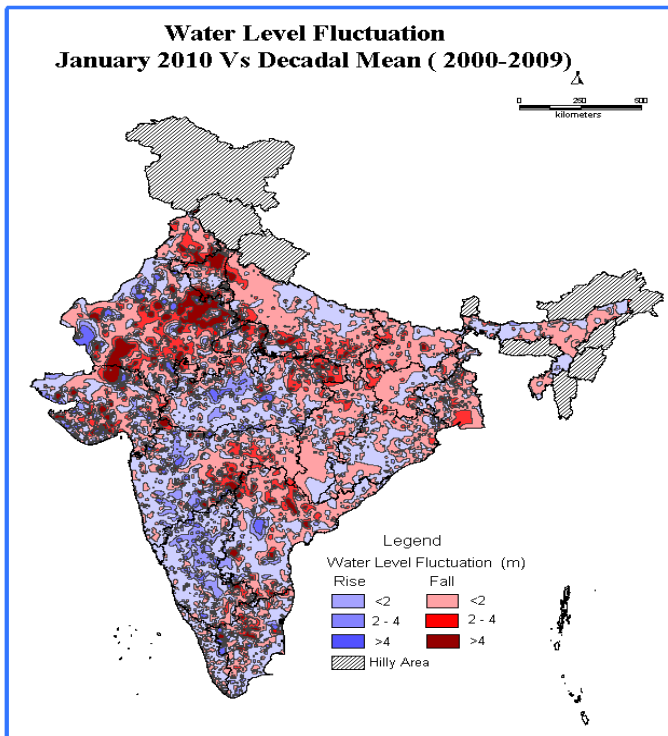 Water Level Fluctuation
January 2010 Vs Decadal Mean ( 2000-2009)
0 250 500
kilometers
Legend
Water Level Fluctuation (m)
Rise Fall
<2 <2
2 - 4 2 - 4
>4 >4
Hilly Area